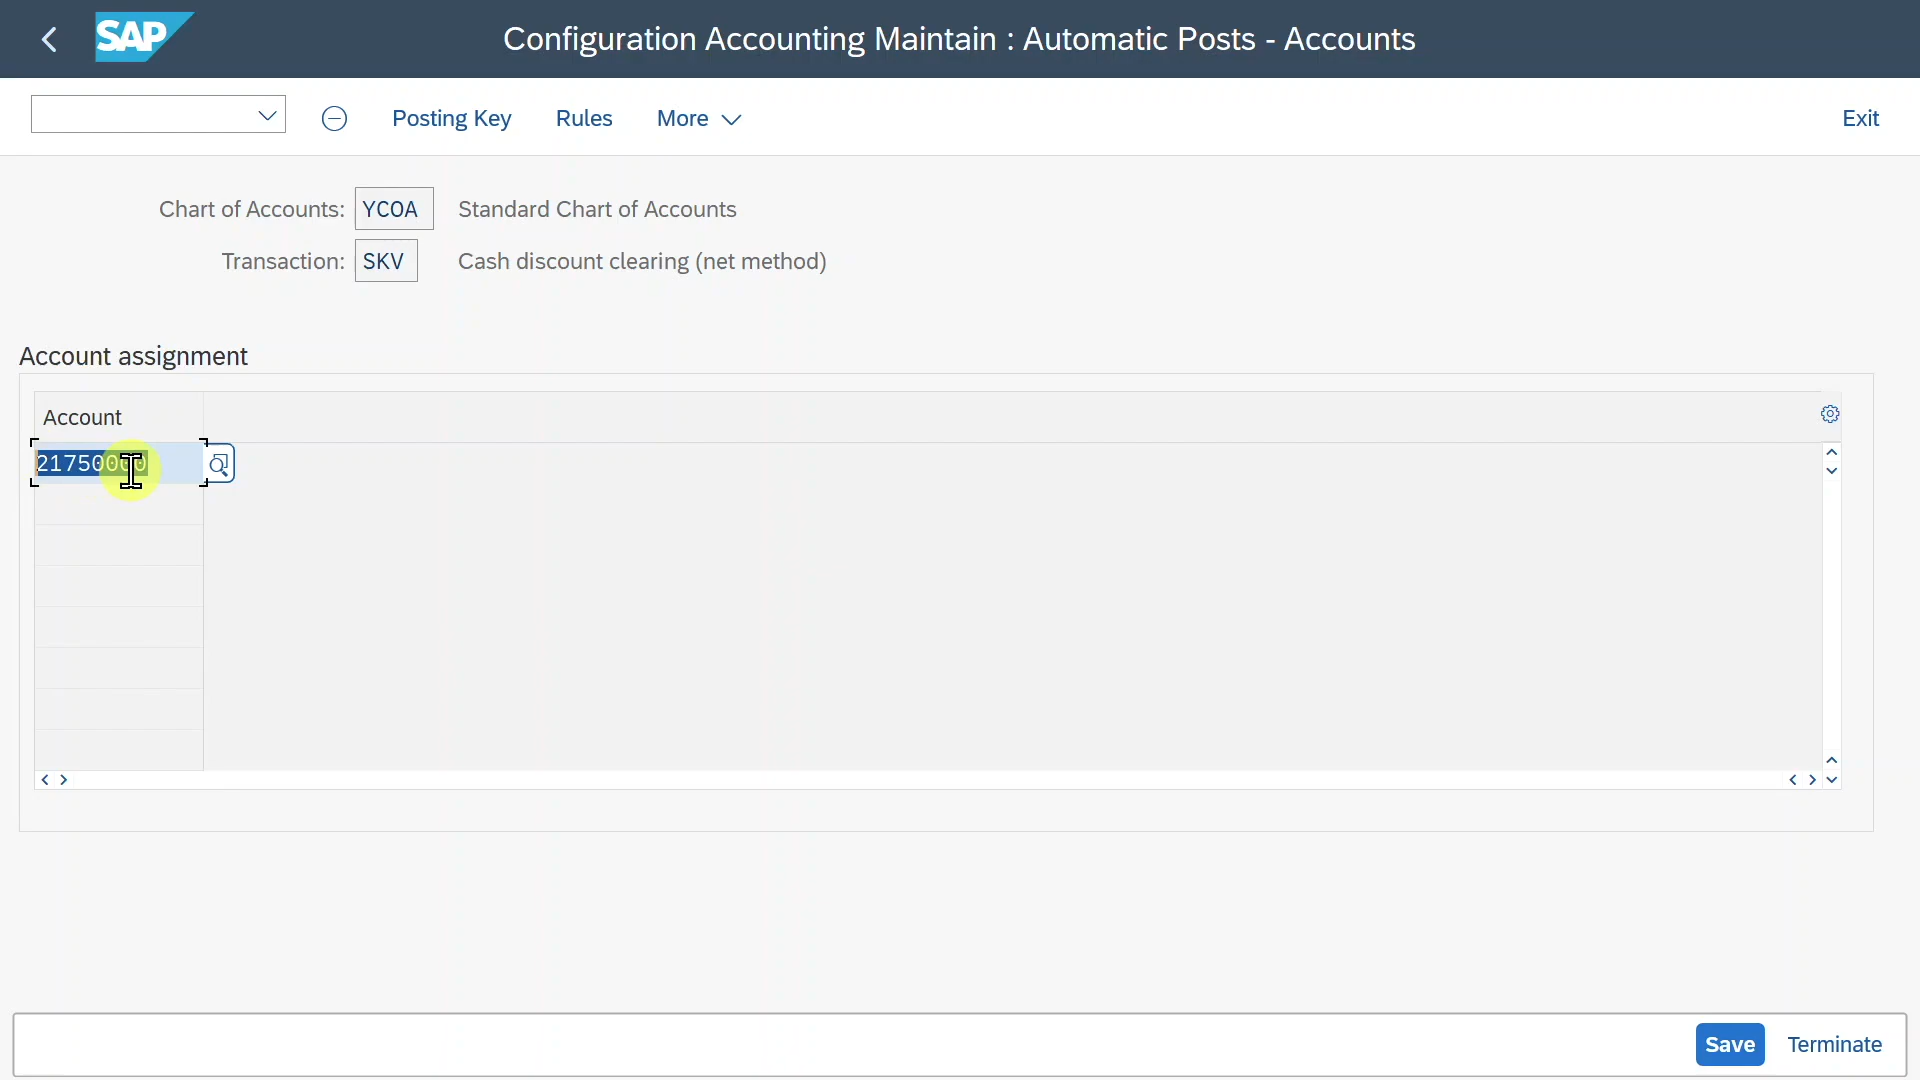 SAP
Configuration Accounting Maintain : Automatic Posts - Accounts
Posting Key
Rules
More
Exit
Chart of Accounts: YCOA Standard Chart of Accounts
Transaction: SKV Cash discount clearing (net method)
Account assignment
Account
21750000
Save
Terminate